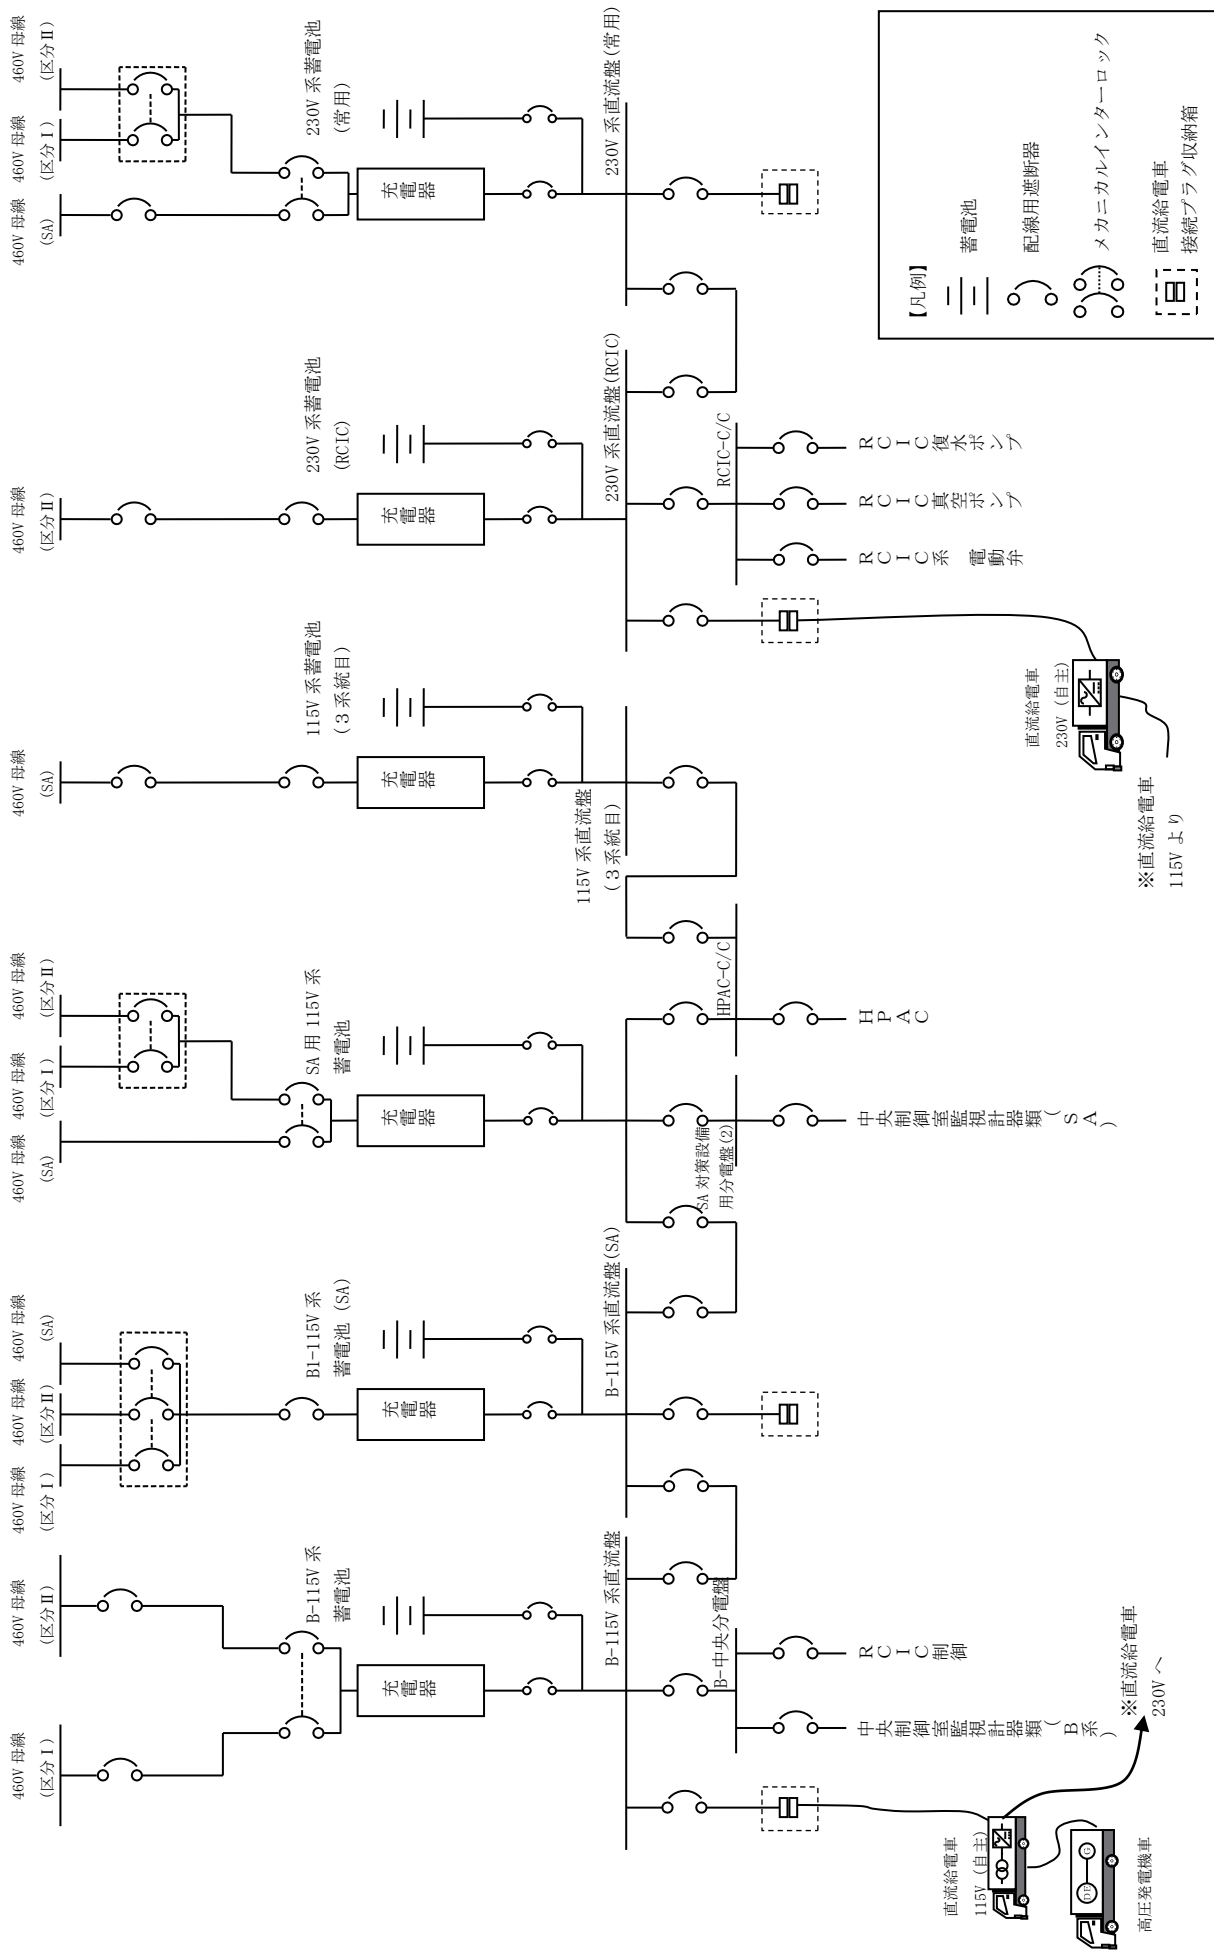 460V 母線
(区分Ⅰ)
460V 母線
(区分Ⅱ)
460V 母線
(区分Ⅰ)
460V 母線
(区分Ⅱ)
460V 母線
(SA)
460V 母線
(SA)
460V 母線
(区分Ⅰ)
460V 母線
(区分Ⅱ)
460V 母線
(SA)
460V 母線
(区分Ⅱ)
460V 母線
(SA)
460V 母線
(区分Ⅰ)
460V 母線
(区分Ⅱ)
B-115V 系
蓄電池
B1-115V 系
蓄電池 (SA)
SA 用 115V 系
蓄電池
115V 系蓄電池
(３系統目)
230V 系蓄電池
(RCIC)
230V 系蓄電池
(常用)
充電器
充電器
充電器
充電器
充電器
充電器
B-115V 系直流盤
B-115V 系直流盤(SA)
115V 系直流盤
(３系統目)
230V 系直流盤(RCIC)
230V 系直流盤(常用)
B-中央分電盤
SA 対策設備
用分電盤(2)
HPAC-C/C
RCIC-C/C
中央制御室監視計器類(B系)
RCIC制御
中央制御室監視計器類(SA)
HPAC
RCIC系 電動弁
RCIC真空ポンプ
RCIC復水ポンプ
直流給電車
115V (自主)
DE
G
高圧発電機車
※直流給電車
230V へ
直流給電車
230V (自主)
※直流給電車
115V より
【凡例】
蓄電池
配線用遮断器
メカニカルインターロック
直流給電車
接続プラグ収納箱